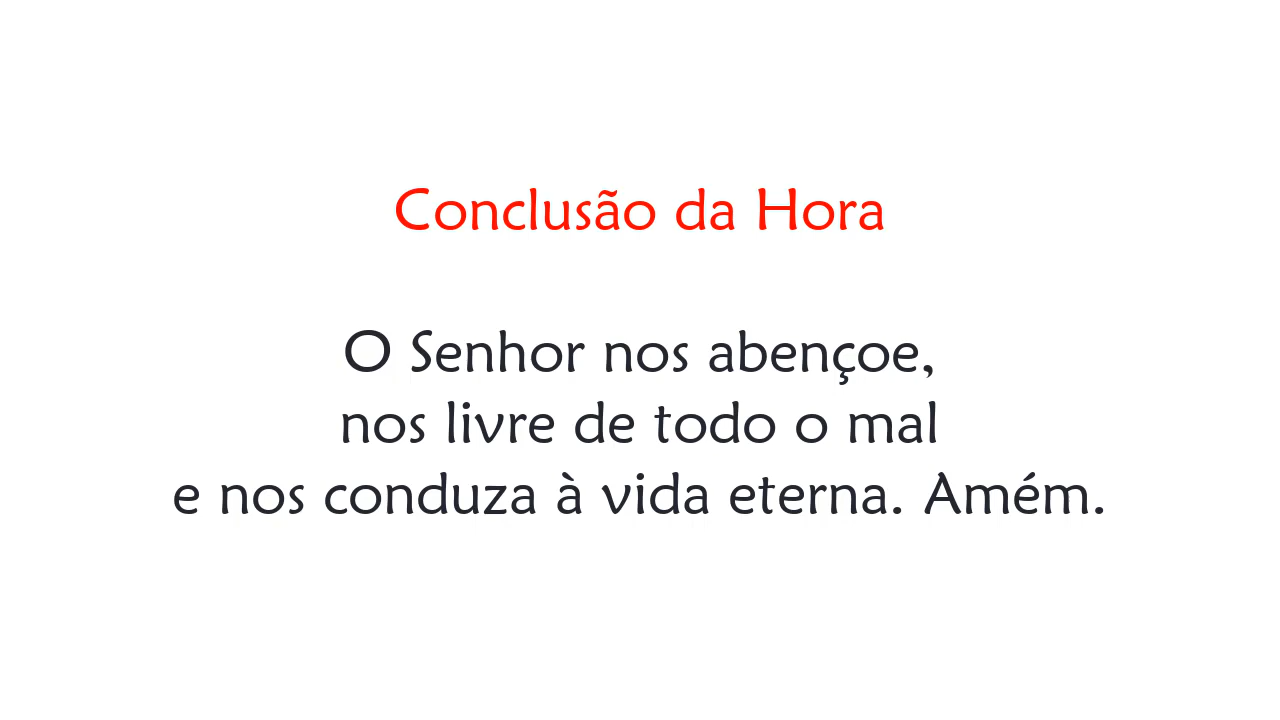 Conclusão da Hora
O Senhor nos abençoe,
nos livre de todo o mal
e nos conduza à vida eterna. Amém.